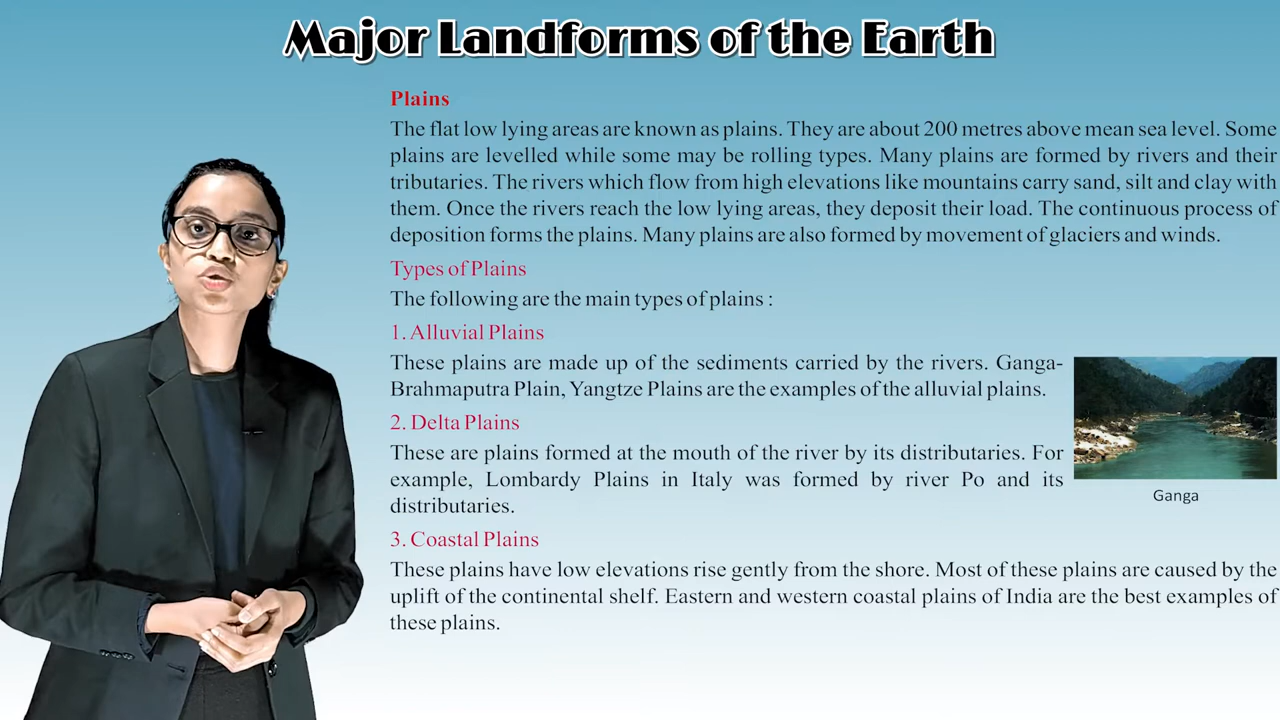 Major Landforms of the Earth
Plains
The flat low lying areas are known as plains. They are about 200 metres above mean sea level. Some
plains are levelled while some may be rolling types. Many plains are formed by rivers and their
tributaries. The rivers which flow from high elevations like mountains carry sand, silt and clay with
them. Once the rivers reach the low lying areas, they deposit their load. The continuous process of
deposition forms the plains. Many plains are also formed by movement of glaciers and winds.
Types of Plains
The following are the main types of plains :
1. Alluvial Plains
These plains are made up of the sediments carried by the rivers. Ganga-
Brahmaputra Plain, Yangtze Plains are the examples of the alluvial plains.
2. Delta Plains
These are plains formed at the mouth of the river by its distributaries. For
example, Lombardy Plains in Italy was formed by river Po and its
distributaries.
Ganga
3. Coastal Plains
These plains have low elevations rise gently from the shore. Most of these plains are caused by the
uplift of the continental shelf. Eastern and western coastal plains of India are the best examples of
these plains.